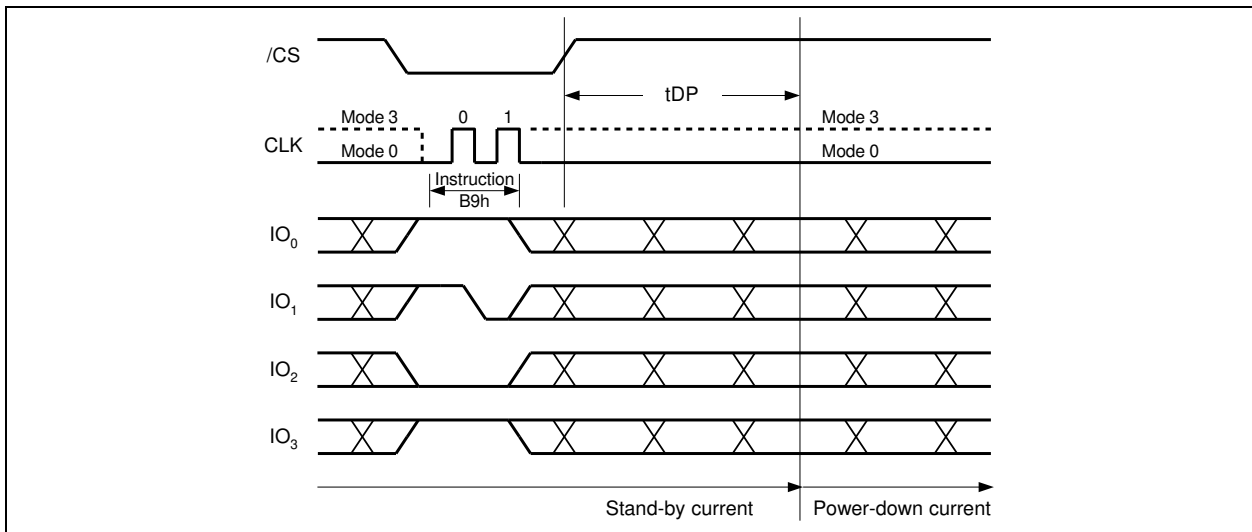 /CS
tDP
Mode 3 0 1 Mode 3
CLK
Mode 0 Mode 0
Instruction
B9h
IO0
IO1
IO2
IO3
Stand-by current Power-down current